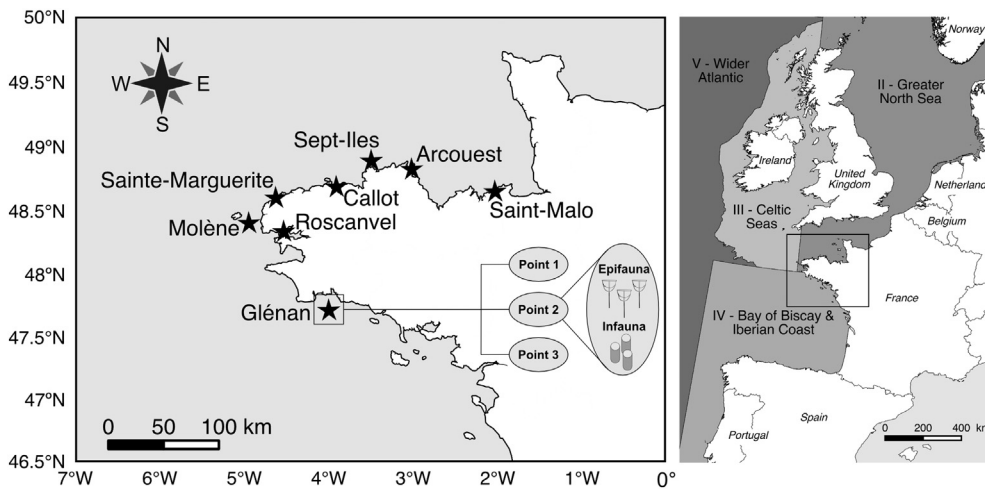 50°N
49.5°N
49°N
48.5°N
48°N
47.5°N
47°N
46.5°N
N
W E
S
Sept-Iles
Arcouest
Sainte-Marguerite
Callot
Saint-Malo
Molène
Roscanvel
Glénan
Point 1
Point 2
Point 3
Epifauna
Infauna
0 50 100 km
7°W 6°W 5°W 4°W 3°W 2°W 1°W 0°
Norway
V - Wider
Atlantic
II - Greater
North Sea
Ireland
United
Kingdom
Netherland
Belgium
III - Celtic
Seas
France
IV - Bay of Biscay &
Iberian Coast
Spain
Portugal
0 200 400 km